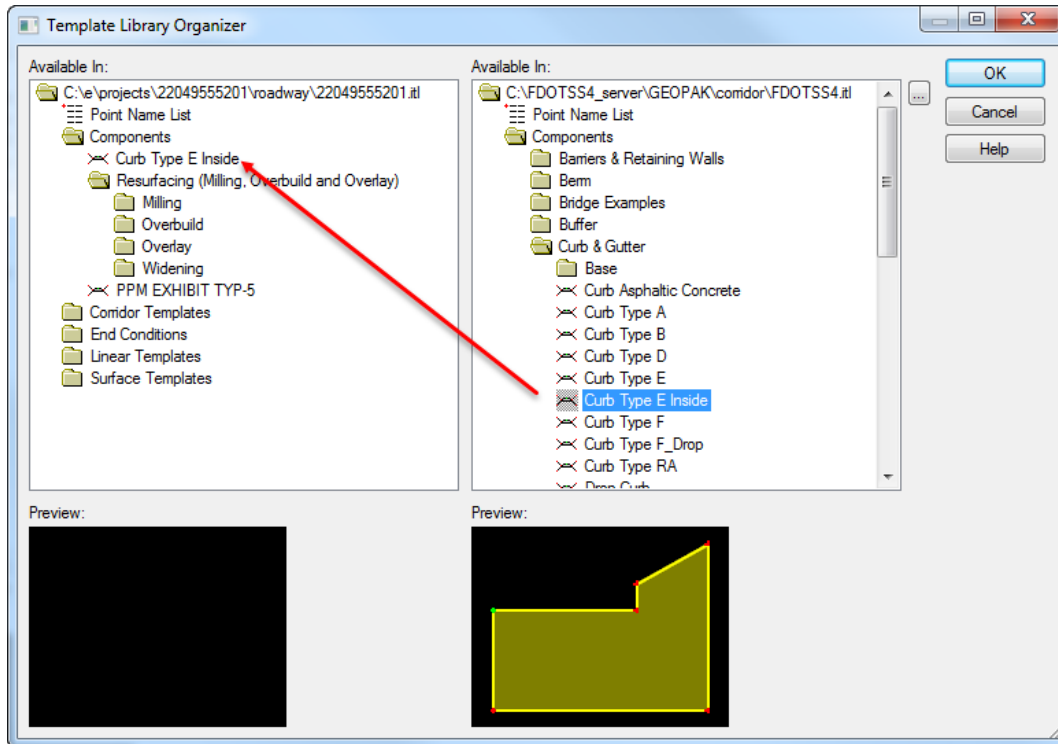 Template Library Organizer
Available In:
C:\e\projects\22049555201\roadway\22049555201.itl
Point Name List
Components
Curb Type E Inside
Resurfacing (Milling, Overbuild and Overlay)
Milling
Overbuild
Overlay
Widening
PPM EXHIBIT TYP-5
Corridor Templates
End Conditions
Linear Templates
Surface Templates
Available In:
C:\FDOTSS4_server\GEOPAK\corridor\FDOTSS4.itl
Point Name List
Components
Barriers & Retaining Walls
Berm
Bridge Examples
Buffer
Curb & Gutter
Base
Curb Asphaltic Concrete
Curb Type A
Curb Type B
Curb Type D
Curb Type E
Curb Type E Inside
Curb Type F
Curb Type F_Drop
Curb Type RA
Drop Curb
...
OK
Cancel
Help
Preview:
Preview: